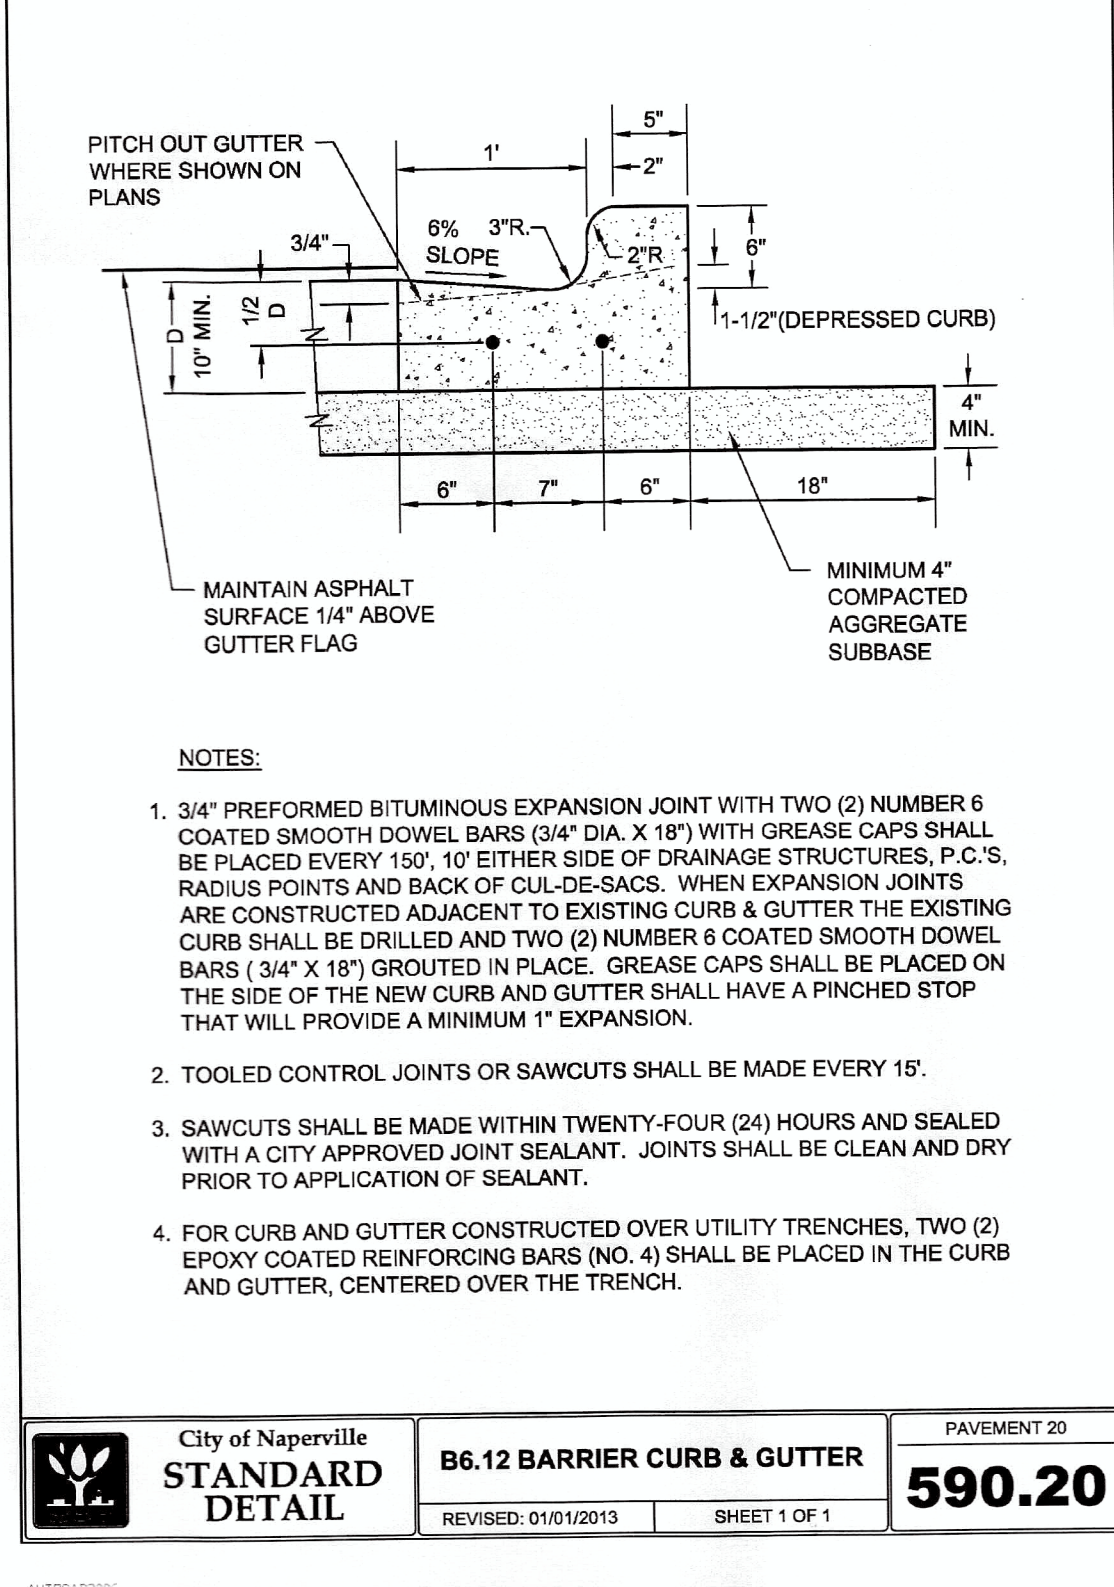 5"
PITCH OUT GUTTER
WHERE SHOWN ON
PLANS
1'
2"
3/4"
6%
SLOPE
3"R.
2"R
6"
1/2
D
D
10" MIN.
1-1/2"(DEPRESSED CURB)
4"
MIN.
6"
7"
6"
18"
MAINTAIN ASPHALT
SURFACE 1/4" ABOVE
GUTTER FLAG
MINIMUM 4"
COMPACTED
AGGREGATE
SUBBASE
NOTES:
1. 3/4" PREFORMED BITUMINOUS EXPANSION JOINT WITH TWO (2) NUMBER 6
COATED SMOOTH DOWEL BARS (3/4" DIA. X 18") WITH GREASE CAPS SHALL
BE PLACED EVERY 150', 10' EITHER SIDE OF DRAINAGE STRUCTURES, P.C.'S,
RADIUS POINTS AND BACK OF CUL-DE-SACS. WHEN EXPANSION JOINTS
ARE CONSTRUCTED ADJACENT TO EXISTING CURB & GUTTER THE EXISTING
CURB SHALL BE DRILLED AND TWO (2) NUMBER 6 COATED SMOOTH DOWEL
BARS ( 3/4" X 18") GROUTED IN PLACE. GREASE CAPS SHALL BE PLACED ON
THE SIDE OF THE NEW CURB AND GUTTER SHALL HAVE A PINCHED STOP
THAT WILL PROVIDE A MINIMUM 1" EXPANSION.
2. TOOLED CONTROL JOINTS OR SAWCUTS SHALL BE MADE EVERY 15'.
3. SAWCUTS SHALL BE MADE WITHIN TWENTY-FOUR (24) HOURS AND SEALED
WITH A CITY APPROVED JOINT SEALANT. JOINTS SHALL BE CLEAN AND DRY
PRIOR TO APPLICATION OF SEALANT.
4. FOR CURB AND GUTTER CONSTRUCTED OVER UTILITY TRENCHES, TWO (2)
EPOXY COATED REINFORCING BARS (NO. 4) SHALL BE PLACED IN THE CURB
AND GUTTER, CENTERED OVER THE TRENCH.
City of Naperville
STANDARD
DETAIL
B6.12 BARRIER CURB & GUTTER
REVISED: 01/01/2013
SHEET 1 OF 1
PAVEMENT 20
590.20